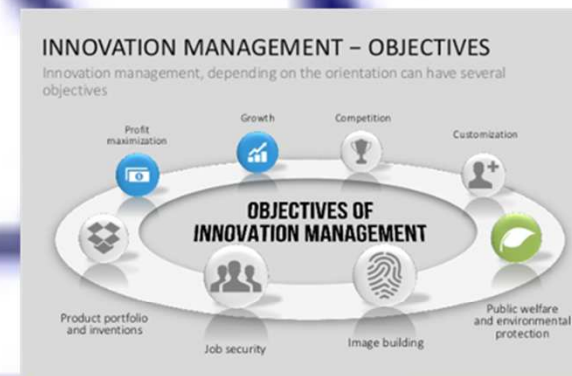 INNOVATION MANAGEMENT – OBJECTIVES
Innovation management, depending on the orientation can have several
objectives
Profit
maximization
Growth
Competition
Customization
OBJECTIVES OF
INNOVATION MANAGEMENT
Product portfolio
and inventions
Job security
Image building
Public welfare
and environmental
protection